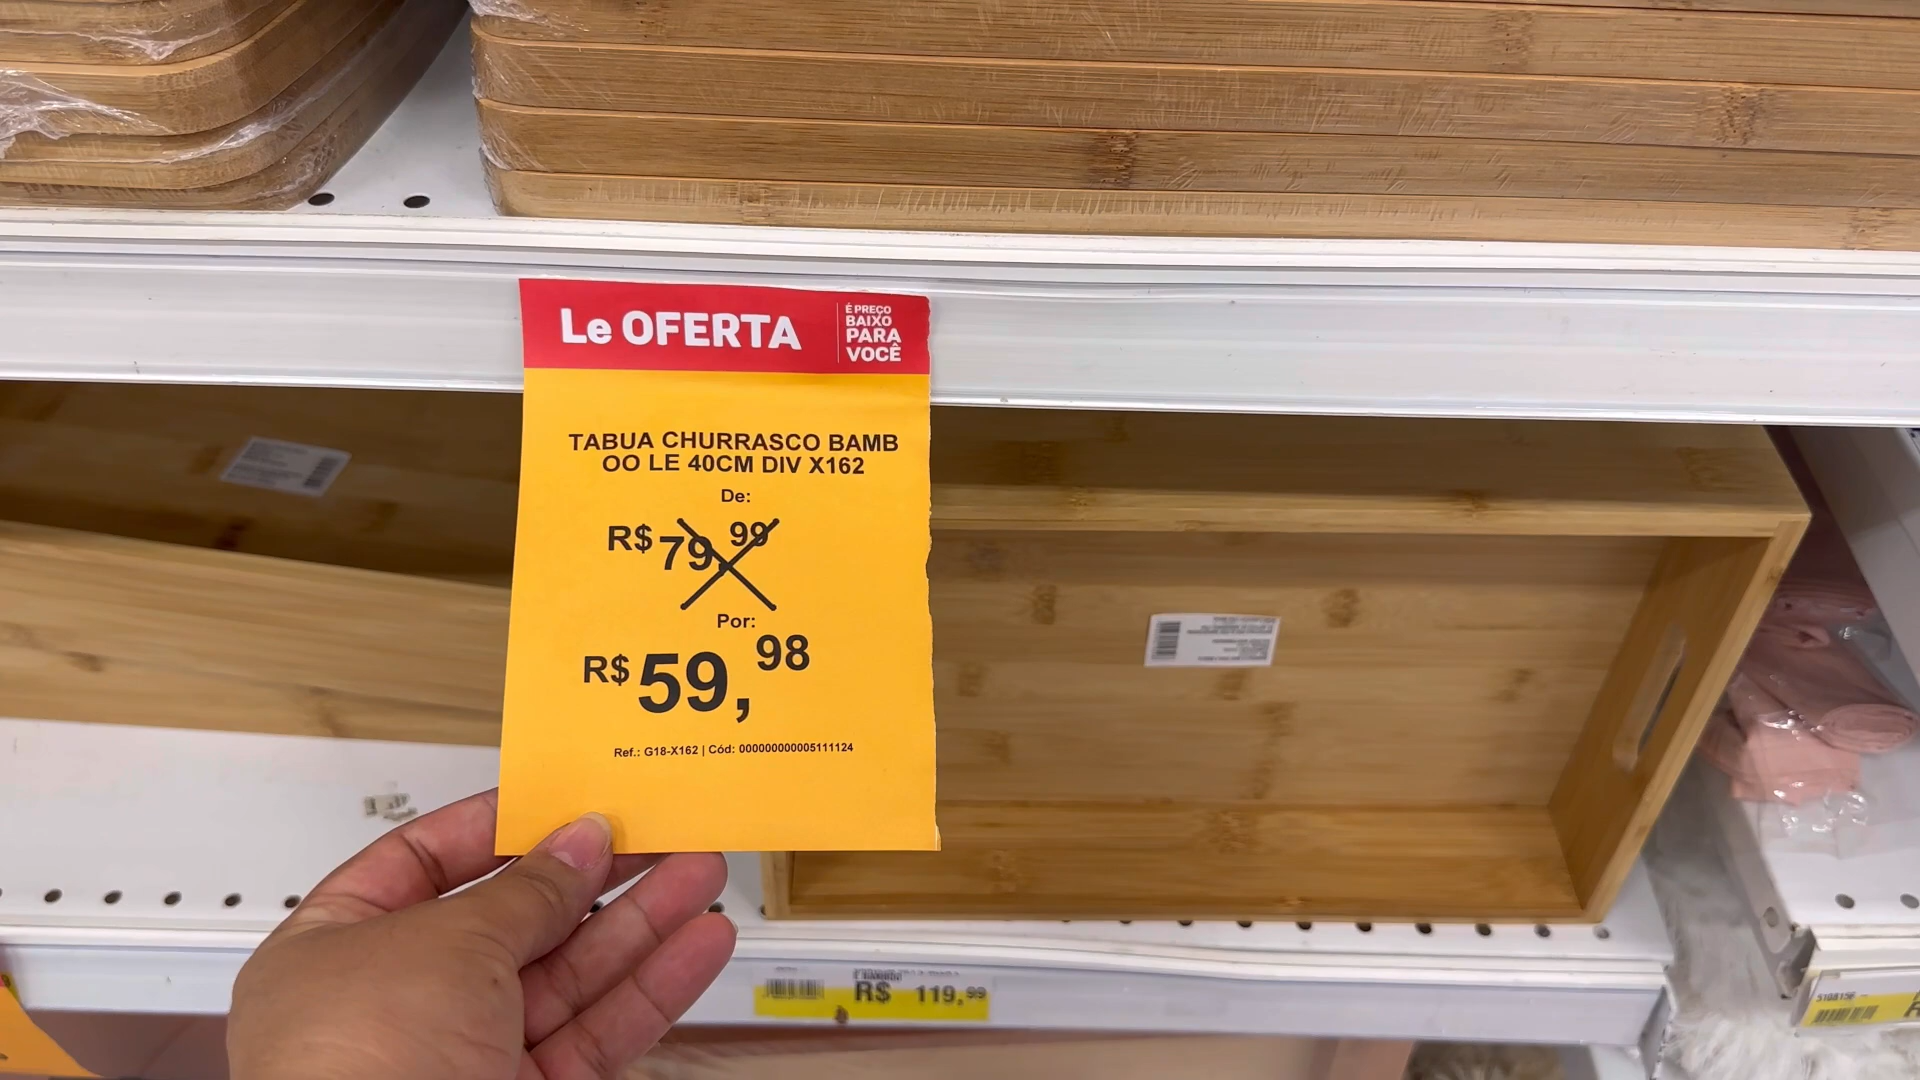 Le OFERTA
É PREÇO
BAIXO
PARA
VOCÊ
TABUA CHURRASCO BAMB
OO LE 40CM DIV X162
De:
R$ 79,99
Por:
R$ 59,98
Ref.: G18-X162 | Cód: 000000000005111124
R$ 119,99
5108156